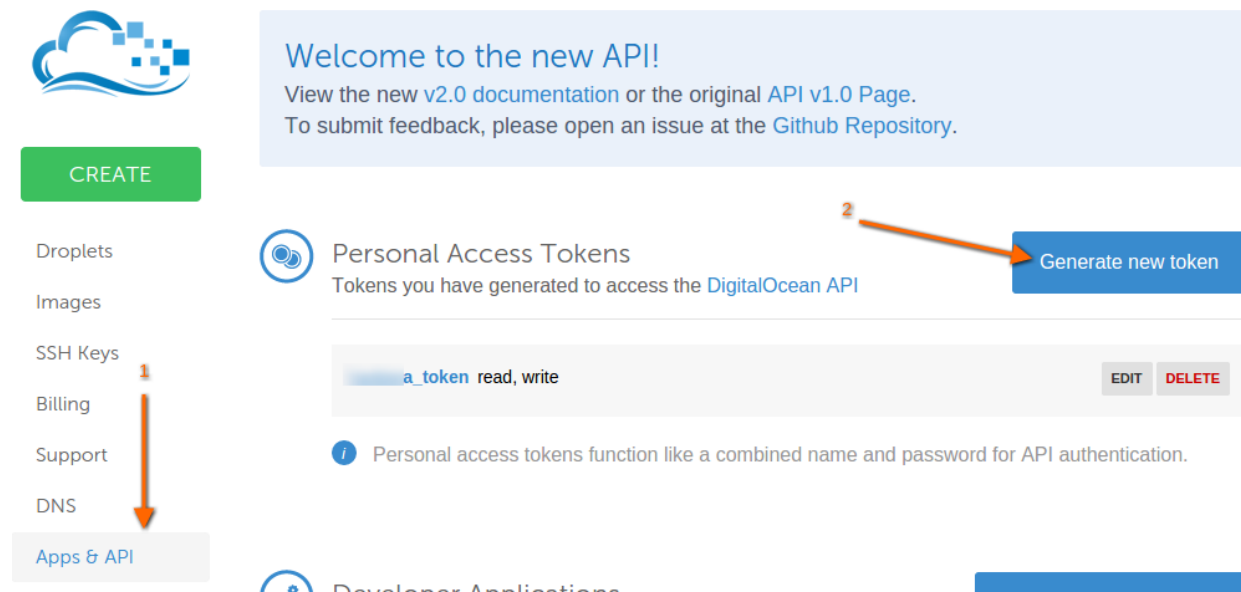 Welcome to the new API!
View the new v2.0 documentation or the original API v1.0 Page.
To submit feedback, please open an issue at the Github Repository.
CREATE
Droplets
Images
SSH Keys
1
Billing
Support
DNS
Apps & API
2
Personal Access Tokens
Tokens you have generated to access the DigitalOcean API
Generate new token
a_token read, write
EDIT DELETE
i Personal access tokens function like a combined name and password for API authentication.
Developer Applications